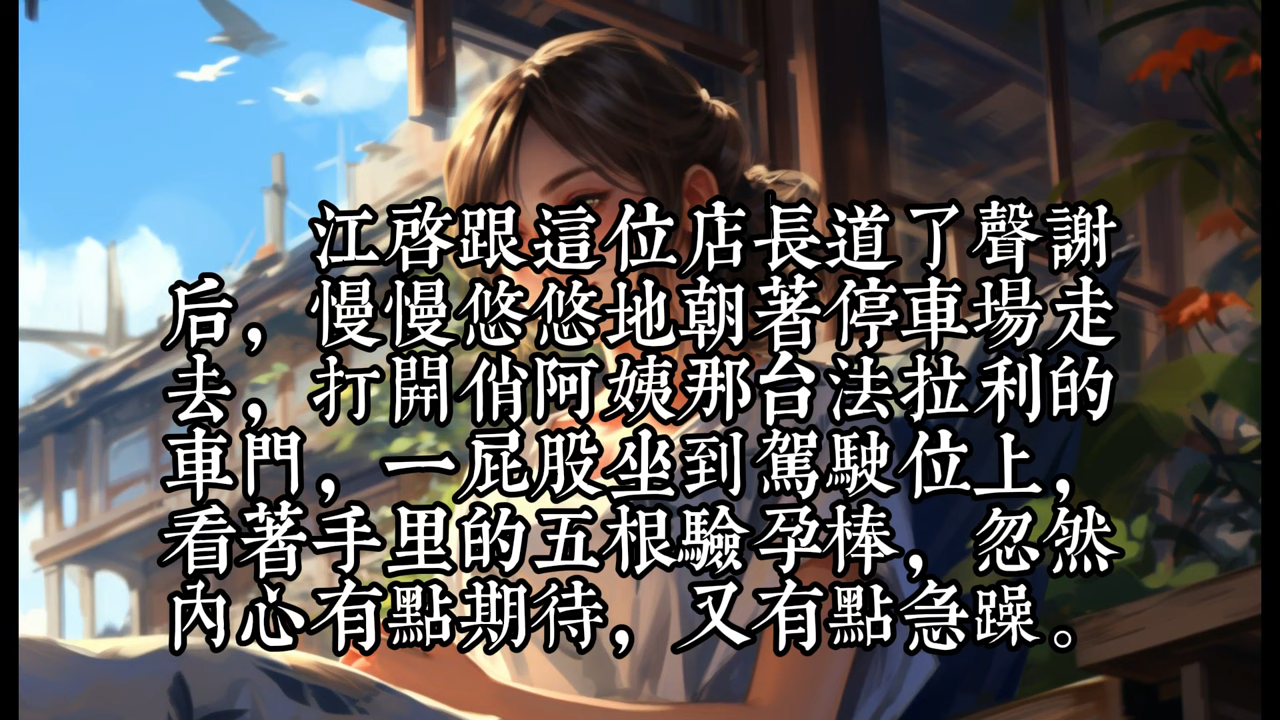 江啓跟這位店長道了聲謝
后，慢慢悠悠地朝著停車場走
去，打開俏阿姨那台法拉利的
車門，一屁股坐到駕駛位上，
看著手里的五根驗孕棒，忽然
內心有點期待，又有點急躁。